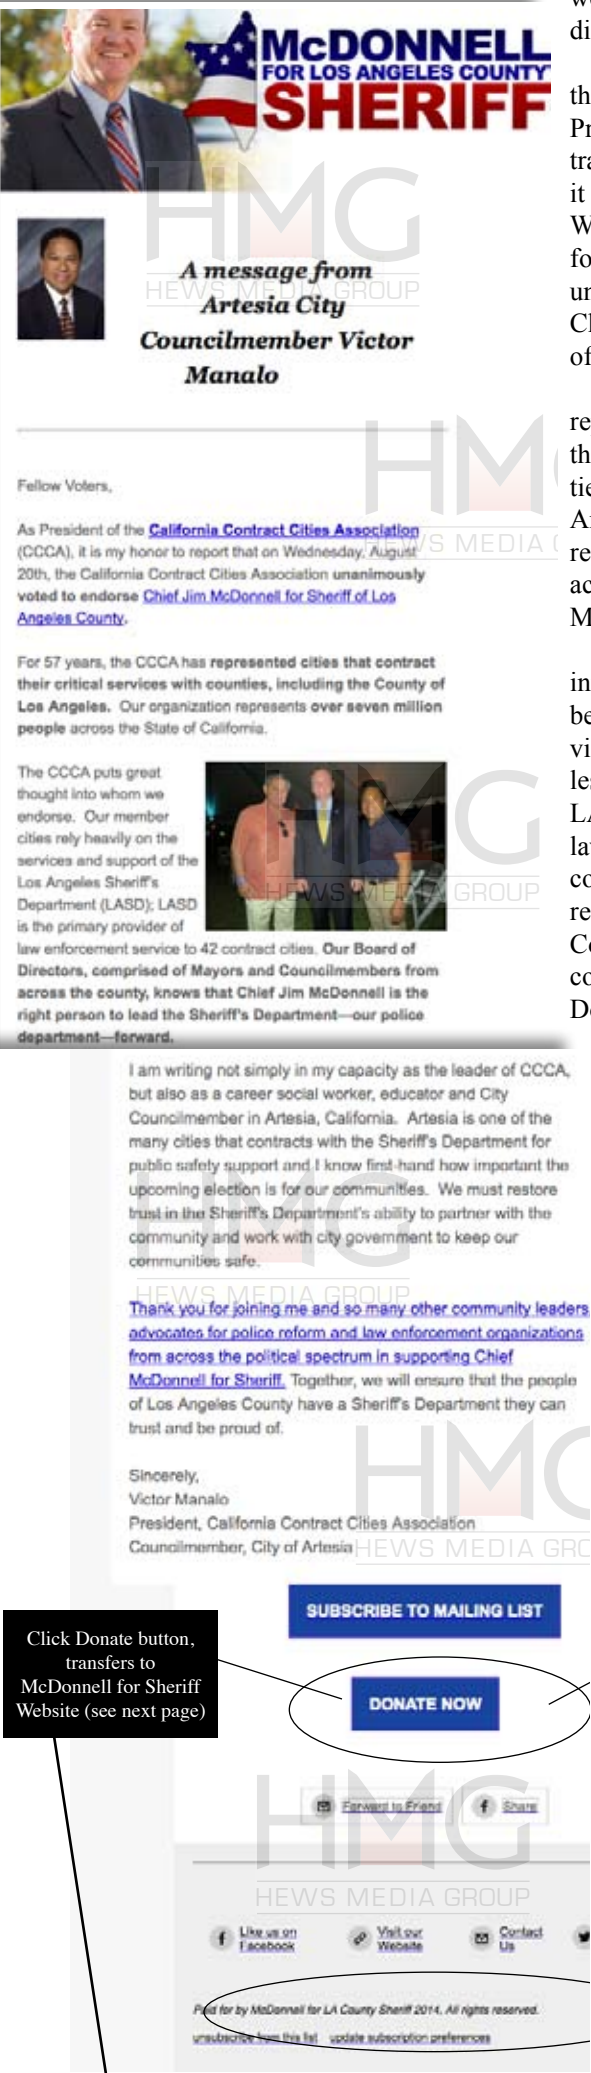 McDONNELL
FOR LOS ANGELES COUNTY
SHERIFF
A message from
Artesia City
Councilmember Victor
Manalo
Fellow Voters,
As President of the California Contract Cities Association
(CCCA), it is my honor to report that on Wednesday, August
20th, the California Contract Cities Association unanimously
voted to endorse Chief Jim McDonnell for Sheriff of Los
Angeles County.
For 57 years, the CCCA has represented cities that contract
their critical services with counties, including the County of
Los Angeles. Our organization represents over seven million
people across the State of California.
The CCCA puts great
thought into whom we
endorse. Our member
cities rely heavily on the
services and support of the
Los Angeles Sheriff's
Department (LASD); LASD
is the primary provider of
law enforcement service to 42 contract cities. Our Board of
Directors, comprised of Mayors and Councilmembers from
across the county, knows that Chief Jim McDonnell is the
right person to lead the Sheriff's Department—our police
department—forward.
I am writing not simply in my capacity as the leader of CCCA,
but also as a career social worker, educator and City
Councilmember in Artesia, California. Artesia is one of the
many cities that contracts with the Sheriff's Department for
public safety support and I know first-hand how important the
upcoming election is for our communities. We must restore
trust in the Sheriff's Department's ability to partner with the
community and work with city government to keep our
communities safe.
Thank you for joining me and so many other community leaders
advocates for police reform and law enforcement organizations
from across the political spectrum in supporting Chief
McDonnell for Sheriff. Together, we will ensure that the people
of Los Angeles County have a Sheriff's Department they can
trust and be proud of.
Sincerely,
Victor Manalo
President, California Contract Cities Association
Councilmember, City of Artesia
SUBSCRIBE TO MAILING LIST
Click Donate button,
transfers to
McDonnell for Sheriff
Website (see next page)
DONATE NOW
Forward to Friend
Share
Like us on
Facebook
Visit our
Website
Contact
Us
Paid for by McDonnell for LA County Sheriff 2014, All rights reserved.
unsubscribe from this list update subscription preferences
HMG
HEWS MEDIA GROUP